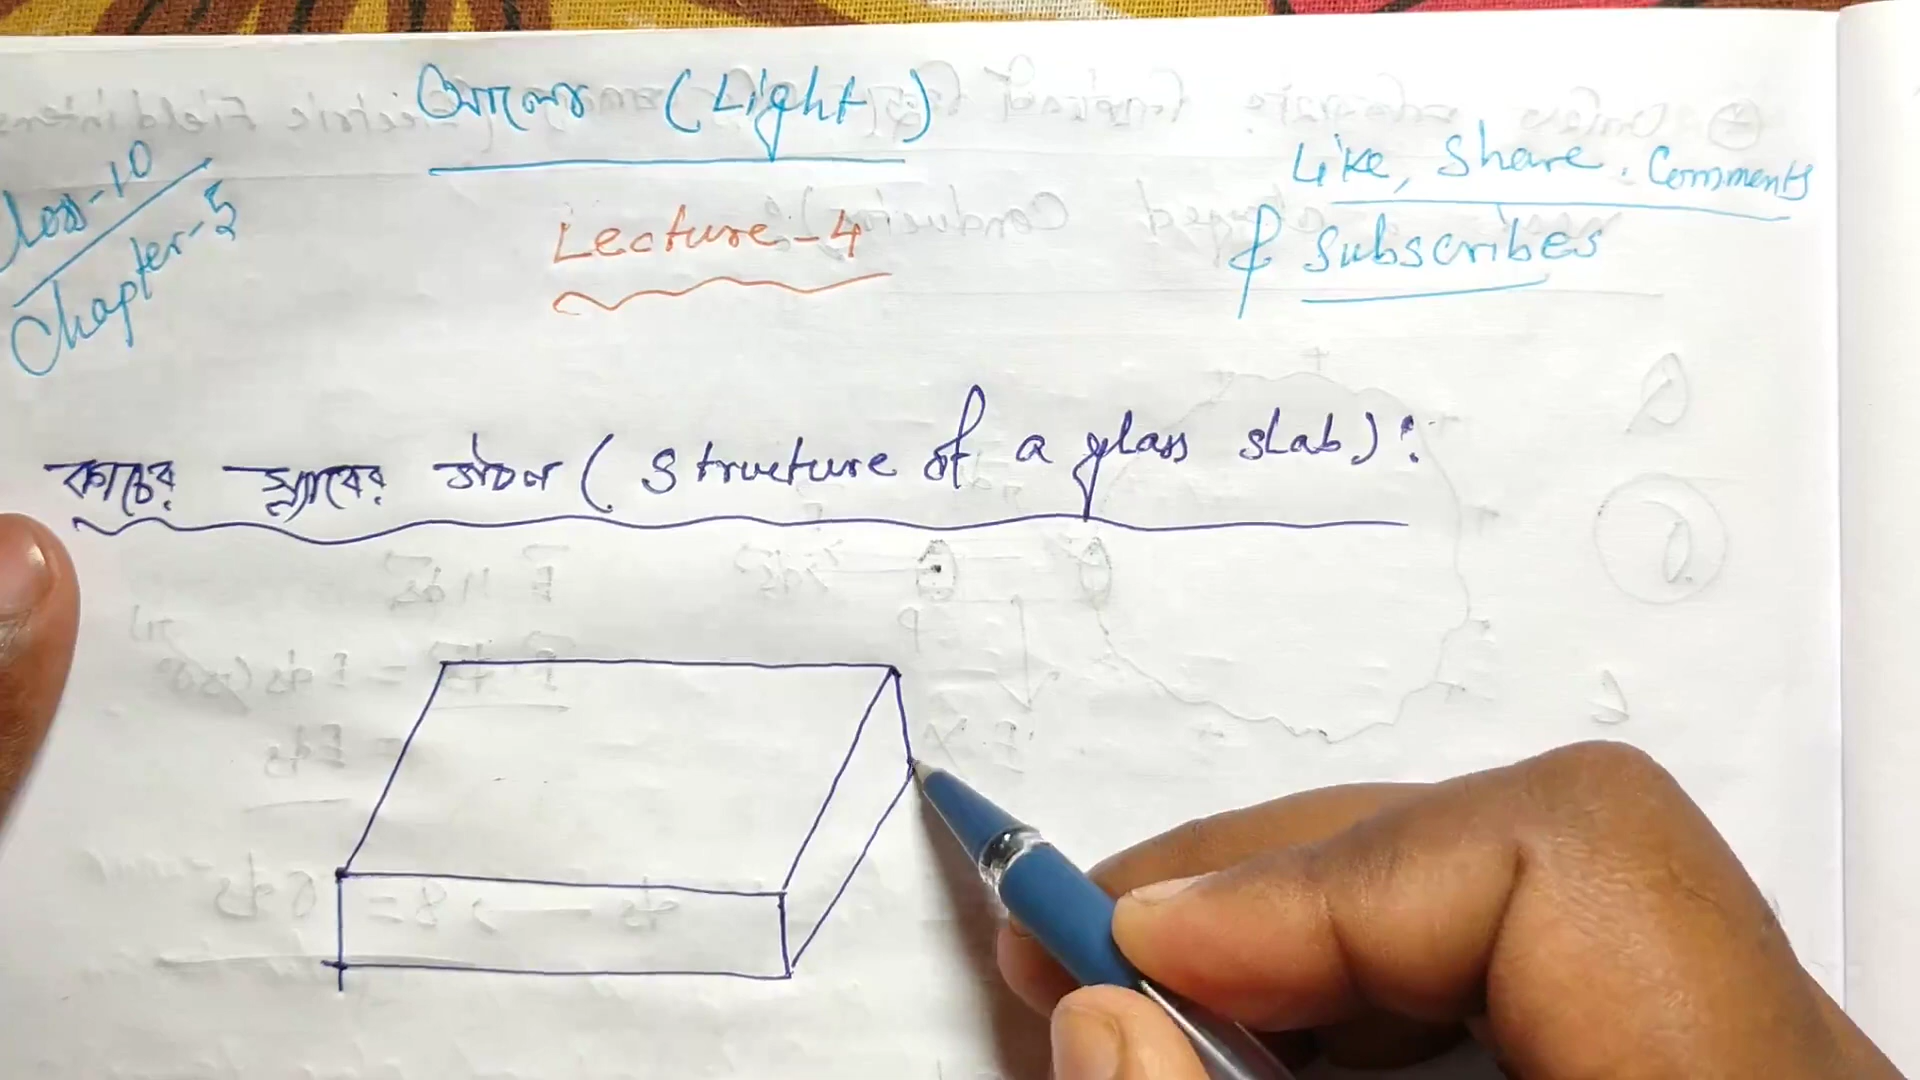 আলো (Light)
Class-10
Chapter-5
Lecture-4
Like, Share, Comments
& Subscribes
কাচের স্ল্যাবের গঠন (Structure of a glass slab):